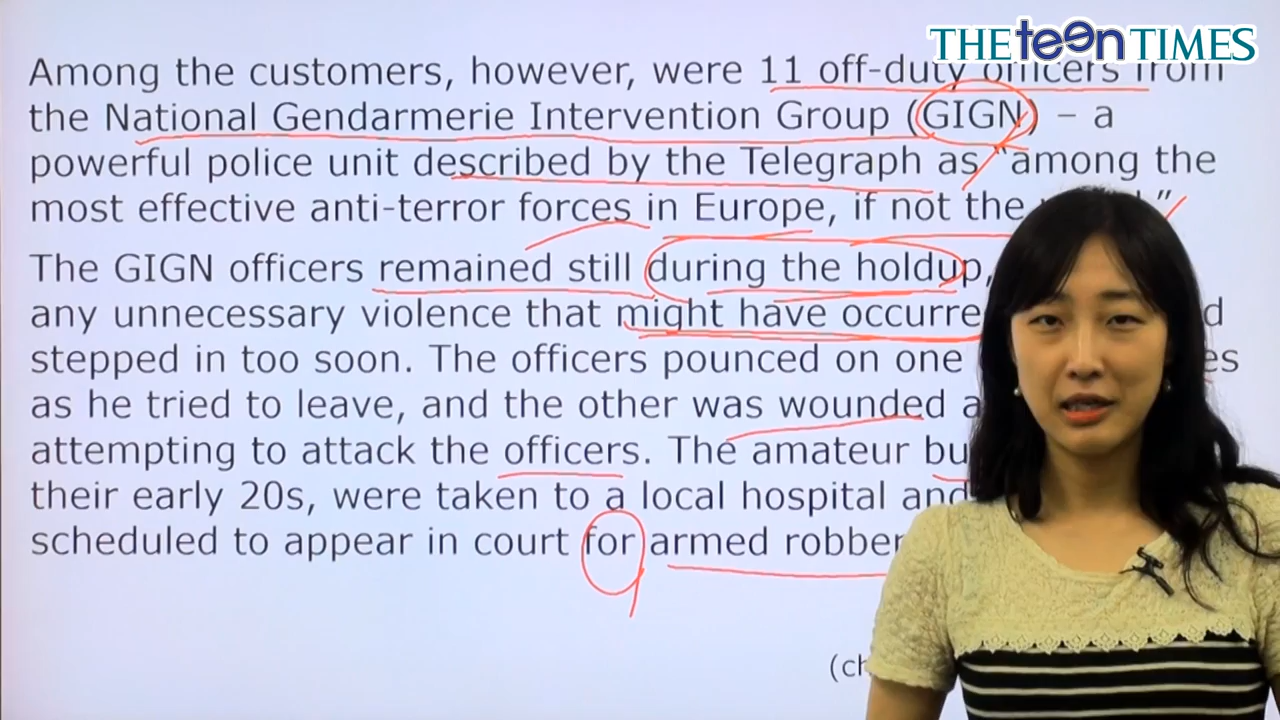 THE teen TIMES
Among the customers, however, were 11 off-duty officers from
the National Gendarmerie Intervention Group (GIGN) – a
powerful police unit described by the Telegraph as “among the
most effective anti-terror forces in Europe, if not the ”
The GIGN officers remained still during the holdup,
any unnecessary violence that might have
stepped in too soon. The officers pounced on one
as he tried to leave, and the other was wounded
attempting to attack the officers. The amateur
their early 20s, were taken to a local hospital and
scheduled to appear in court for armed